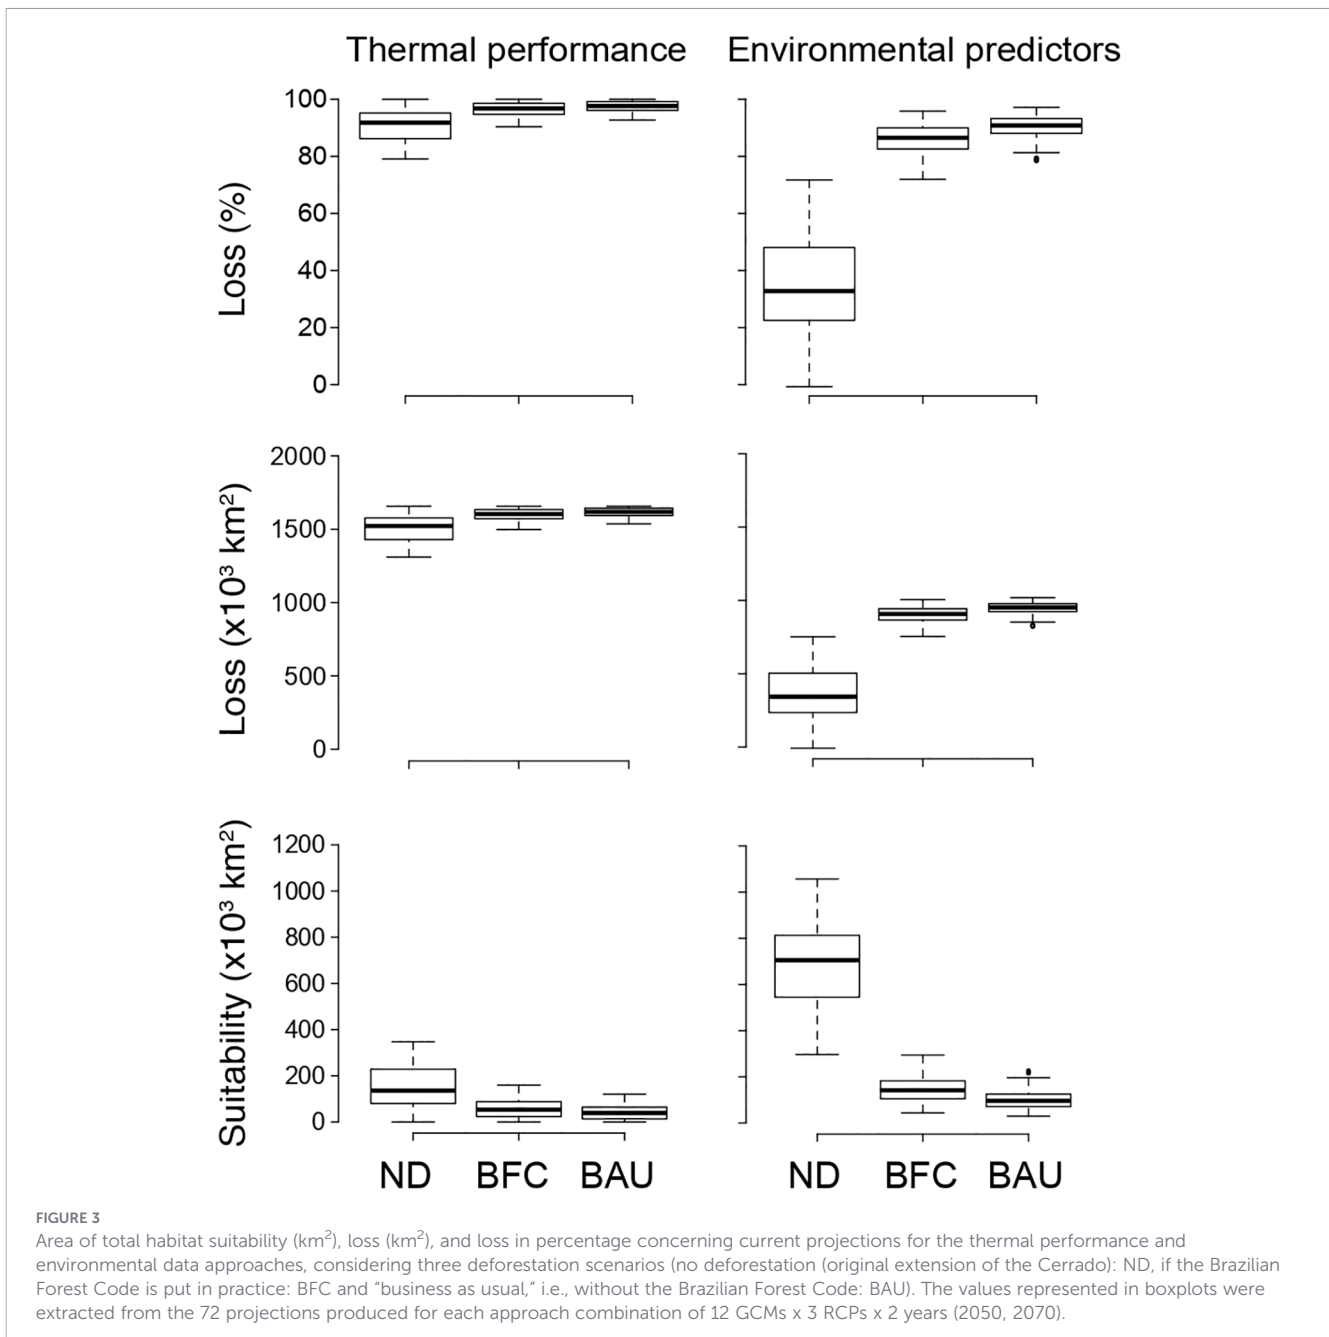 Thermal performance
Environmental predictors
Loss (%)
100
80
60
40
20
0
Loss (x10³ km²)
2000
1500
1000
500
0
Suitability (x10³ km²)
1200
1000
800
600
400
200
0
ND BFC BAU
ND BFC BAU
FIGURE 3
Area of total habitat suitability (km²), loss (km²), and loss in percentage concerning current projections for the thermal performance and
environmental data approaches, considering three deforestation scenarios (no deforestation (original extension of the Cerrado): ND, if the Brazilian
Forest Code is put in practice: BFC and “business as usual,” i.e., without the Brazilian Forest Code: BAU). The values represented in boxplots were
extracted from the 72 projections produced for each approach combination of 12 GCMs x 3 RCPs x 2 years (2050, 2070).